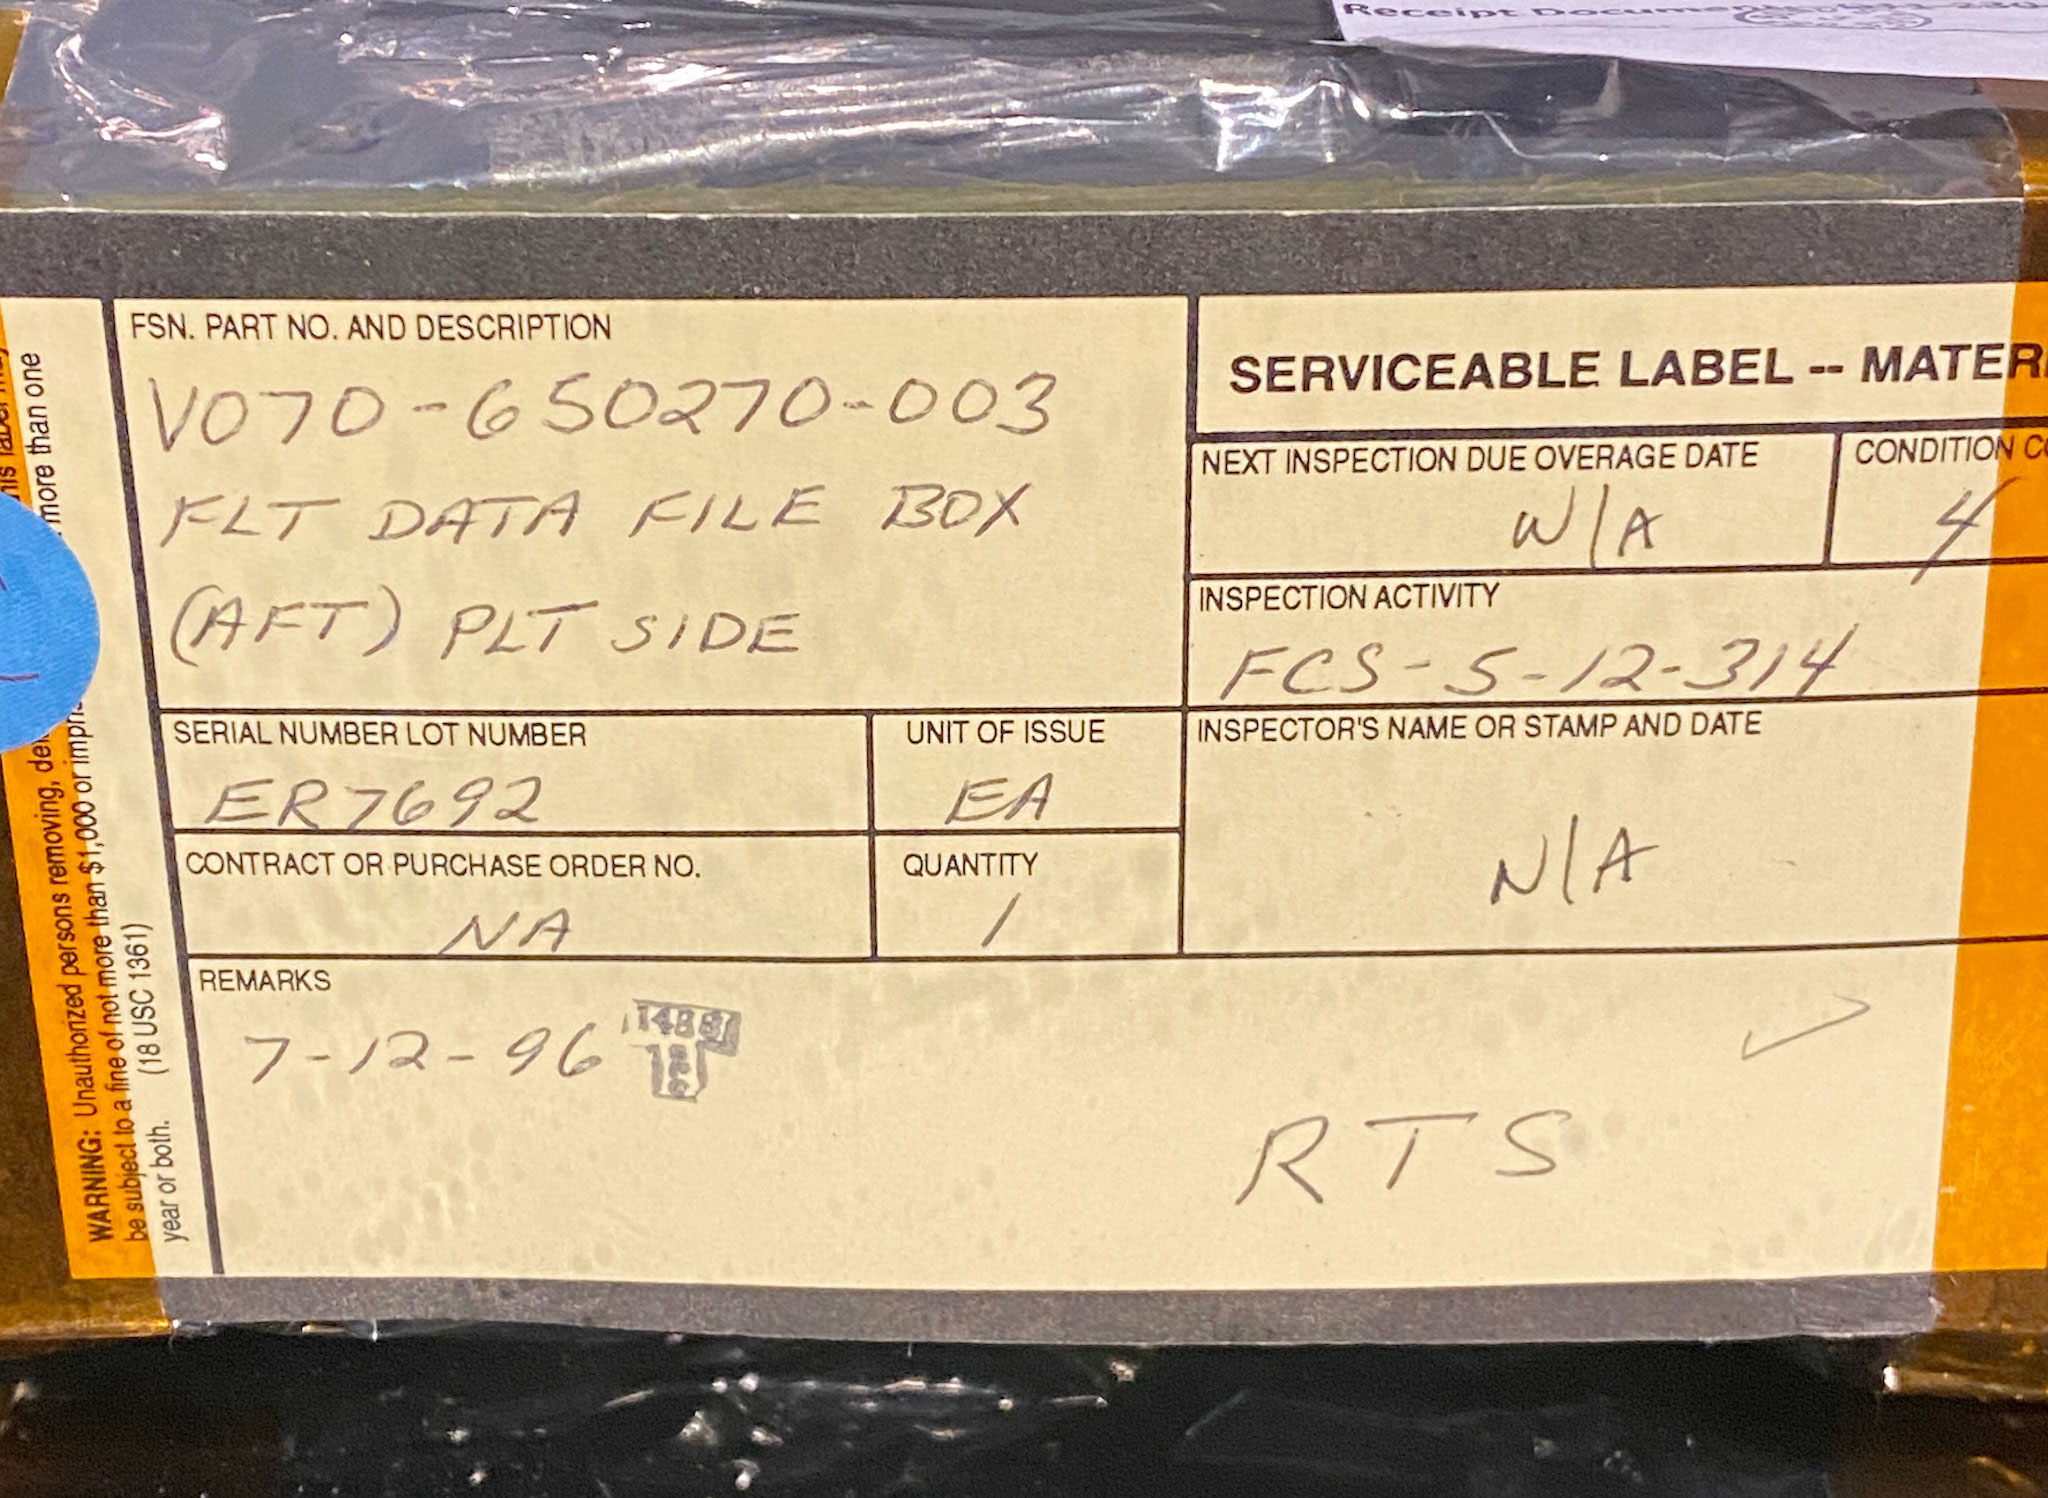 Receipt Document
FSN. PART NO. AND DESCRIPTION
V070-650270-003
FLT DATA FILE BOX
(AFT) PLT SIDE
SERVICEABLE LABEL -- MATERI
NEXT INSPECTION DUE OVERAGE DATE
N/A
CONDITION CO
4
INSPECTION ACTIVITY
FCS-5-12-314
SERIAL NUMBER LOT NUMBER
ER7692
UNIT OF ISSUE
EA
INSPECTOR'S NAME OR STAMP AND DATE
N/A
CONTRACT OR PURCHASE ORDER NO.
NA
QUANTITY
1
REMARKS
7-12-96
RTS
more than one
WARNING: Unauthorized persons removing,
be subject to a fine of not more than $1,000 or
year or both. (18 USC 1361)